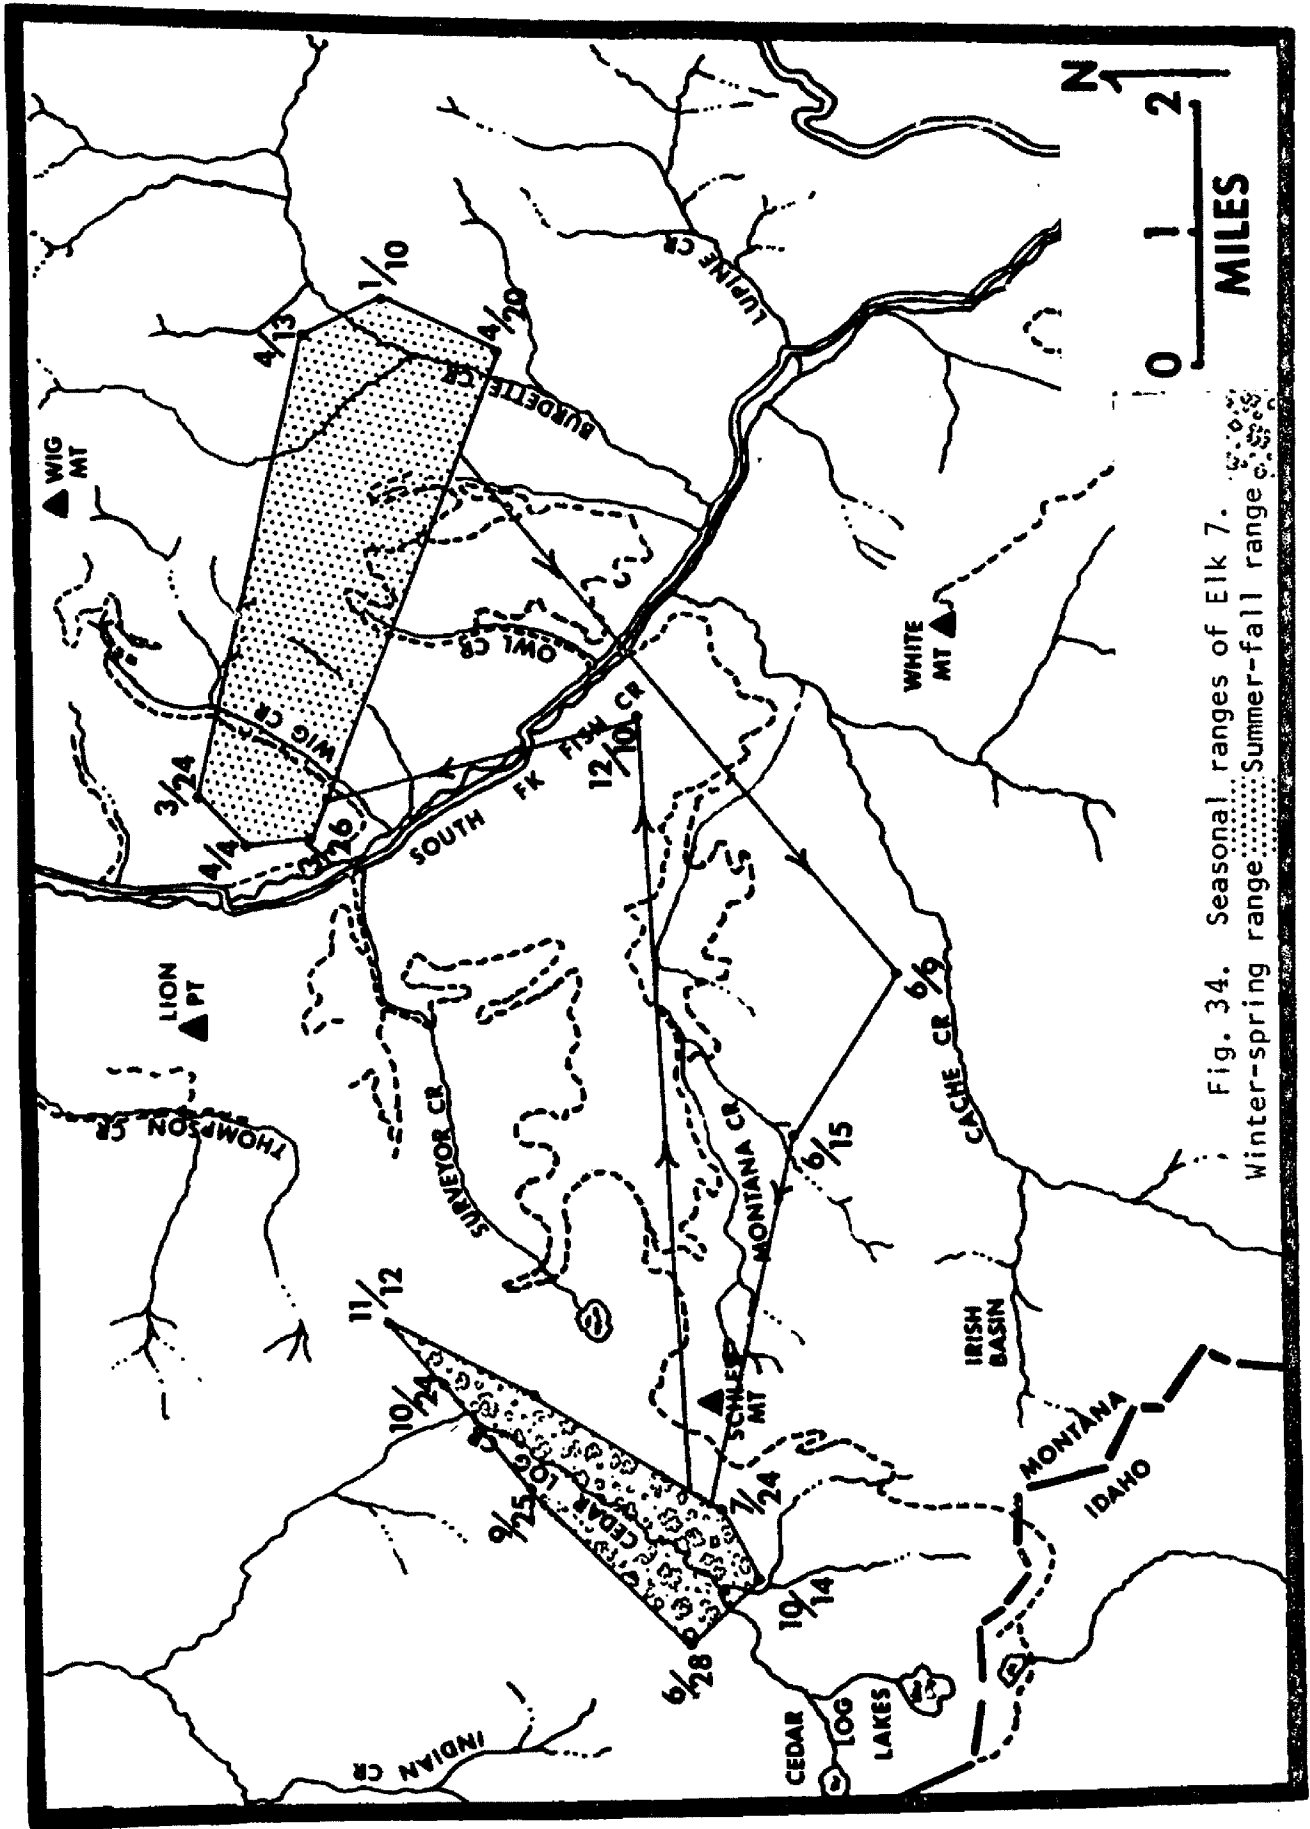 WIG
MT
LION
PT
THOMPSON CR
INDIAN CR
3/24
4/4
3/26
4/13
1/10
4/20
WIG CR
BURDETTE CR
OWL CR
LUPINE CR
SOUTH FK FISH CR
12/10
SURVEYOR CR
11/12
10/24
9/25
CEDAR LOG CR
6/28
10/14
7/24
SCHLEY
MT
MONTANA CR
6/15
6/9
CACHE CR
WHITE
MT
IRISH
BASIN
CEDAR
LOG
LAKES
MONTANA
IDAHO
N
0 1 2
MILES
Fig. 34. Seasonal ranges of Elk 7.
Winter-spring range Summer-fall range